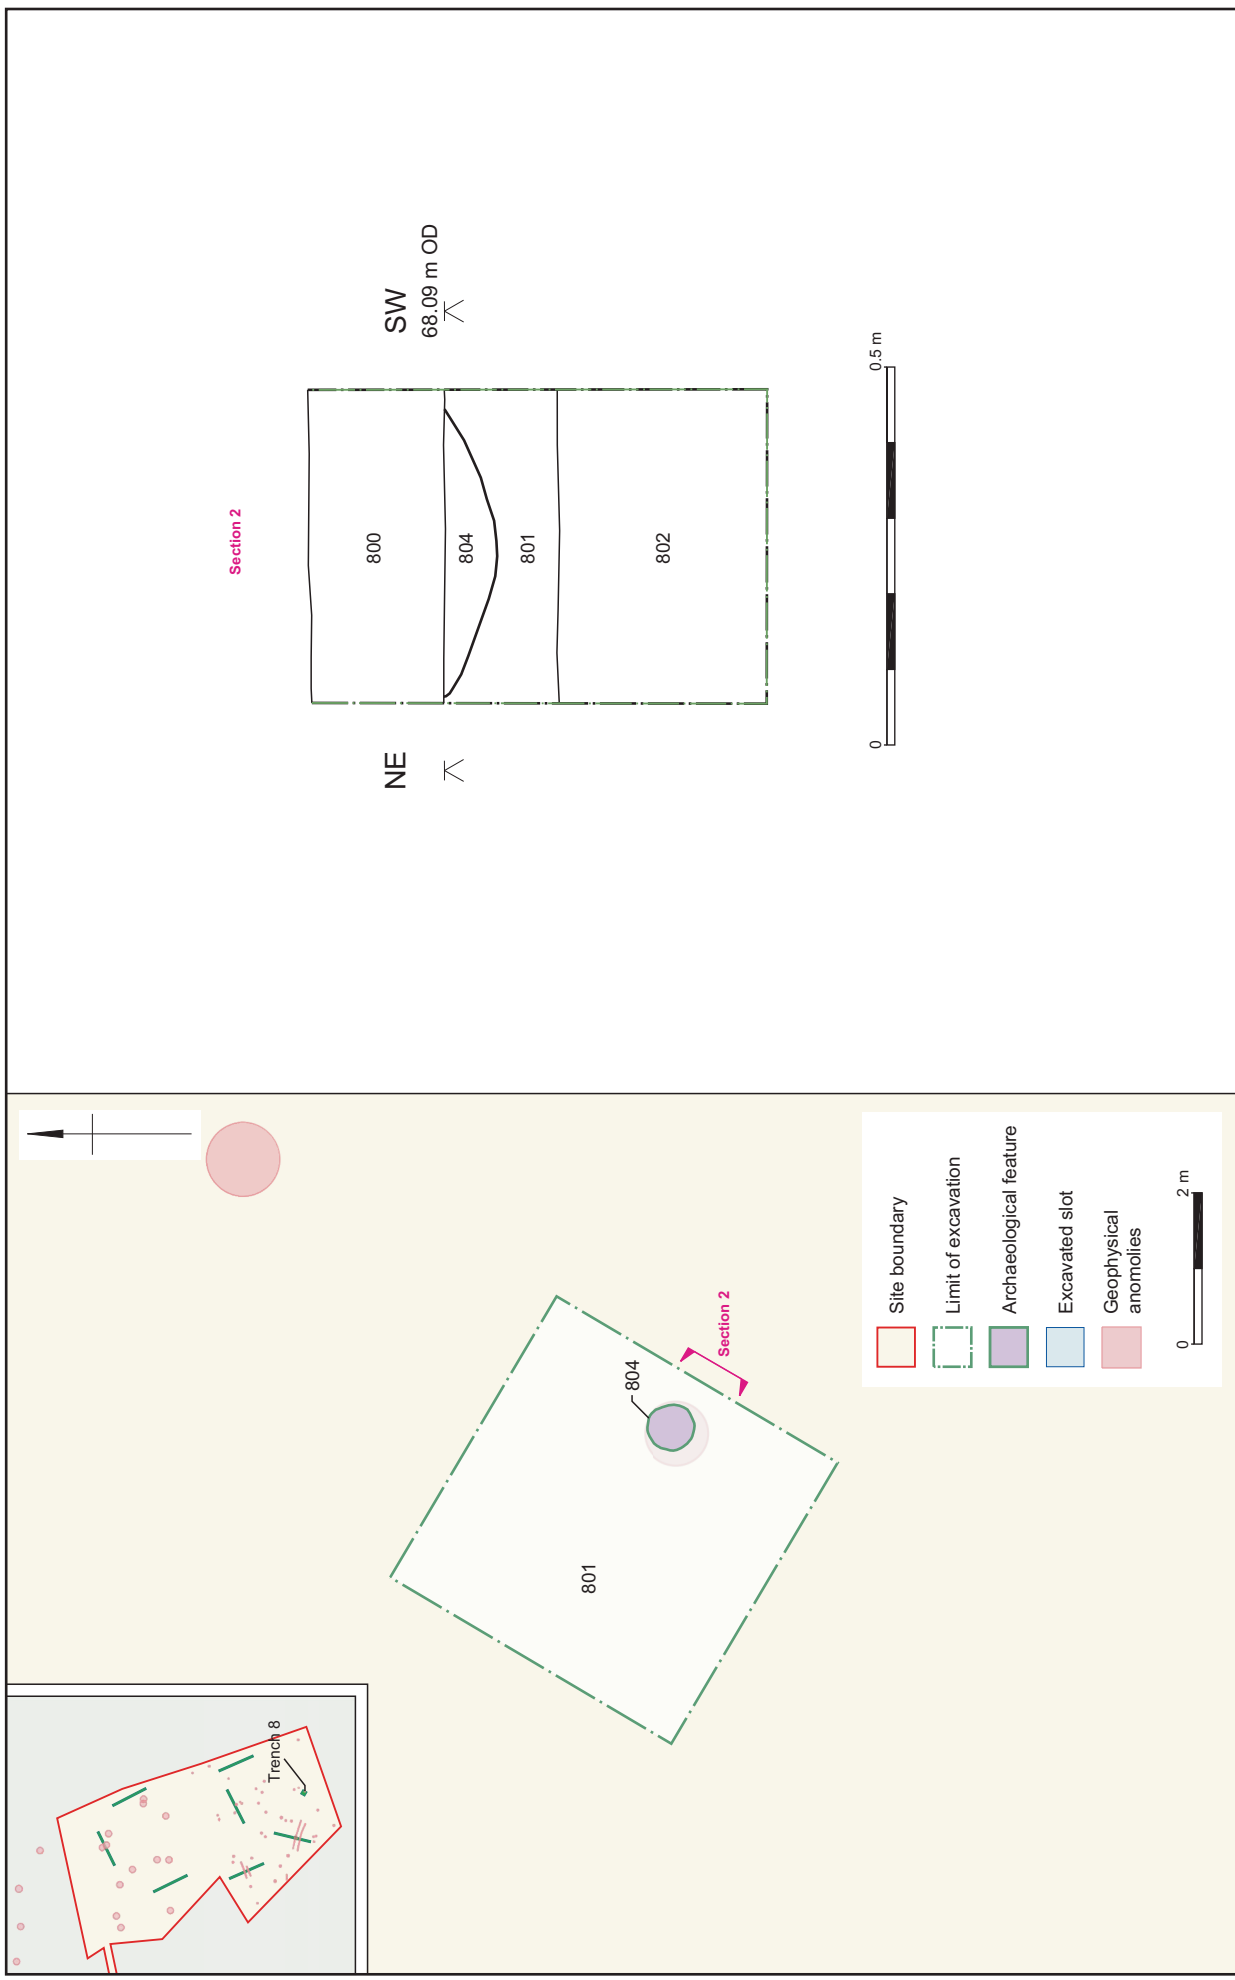 Trench 8
801
804
Section 2
Site boundary
Limit of excavation
Archaeological feature
Excavated slot
Geophysical
anomolies
0
2 m
Section 2
NE
SW
68.09 m OD
800
804
801
802
0
0.5 m